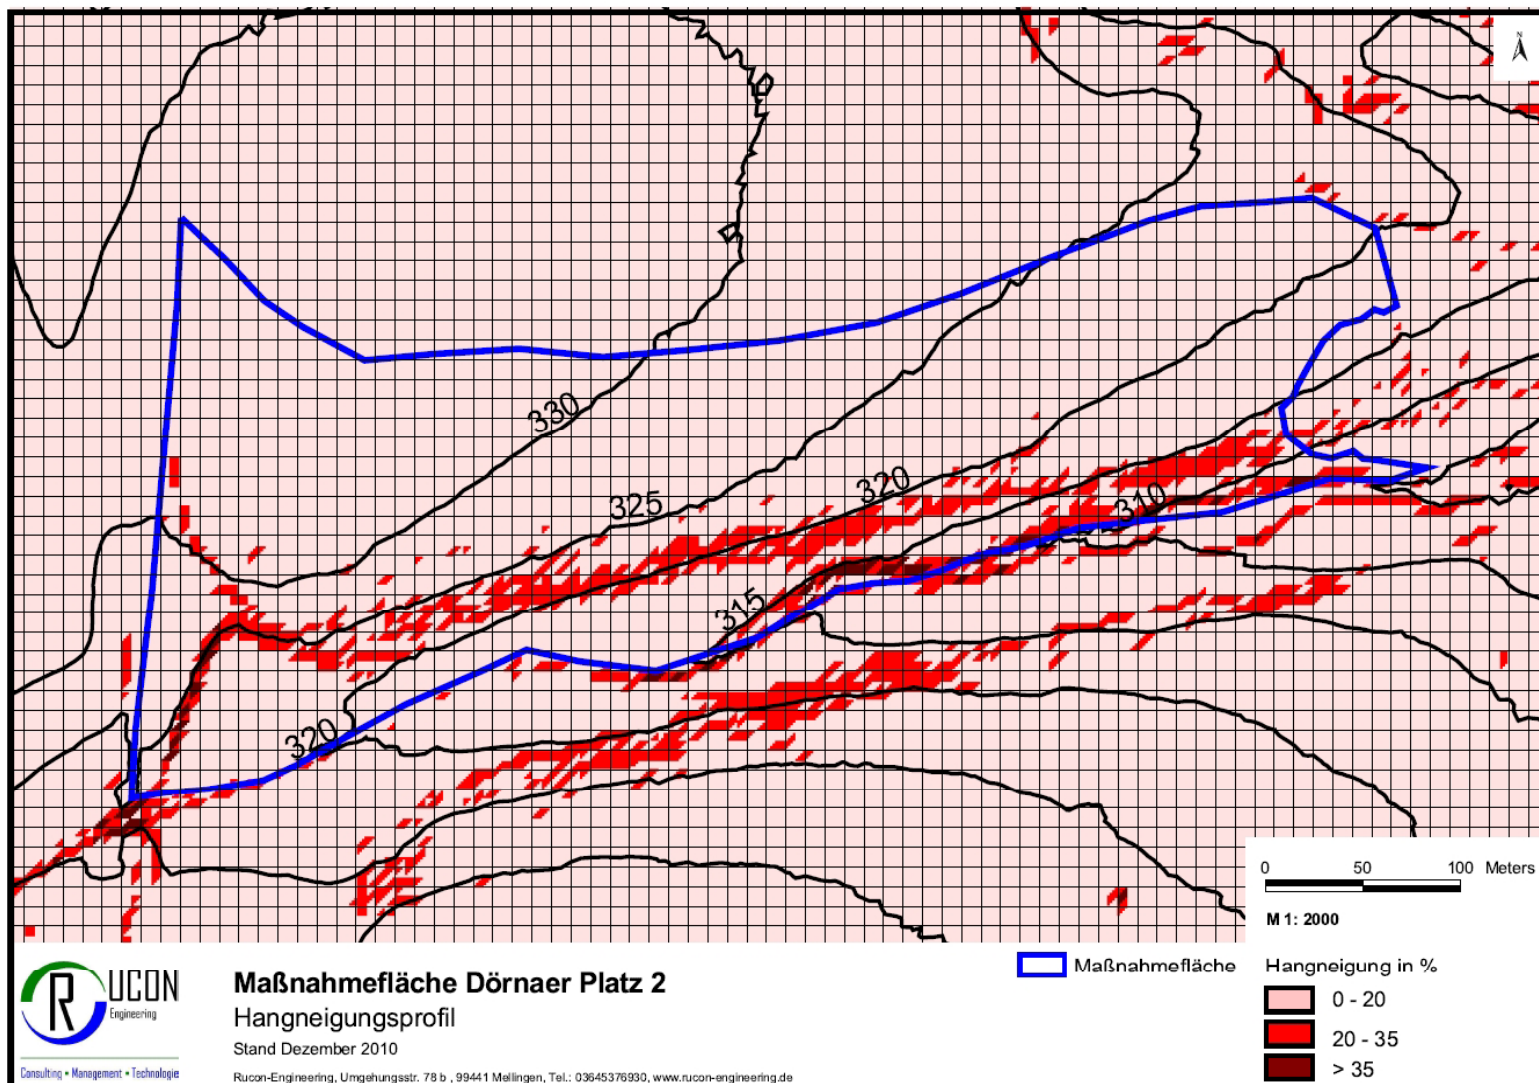 N
330
325
320
310
315
320
0 50 100 Meters
M 1: 2000
RUCON
Engineering
Consulting • Management • Technologie
Maßnahmefläche Dörnaer Platz 2
Hangneigungsprofil
Stand Dezember 2010
Rucon-Engineering, Umgehungsstr. 78 b , 99441 Mellingen, Tel.: 03645376930, www.rucon-engineering.de
Maßnahmefläche
Hangneigung in %
0 - 20
20 - 35
> 35